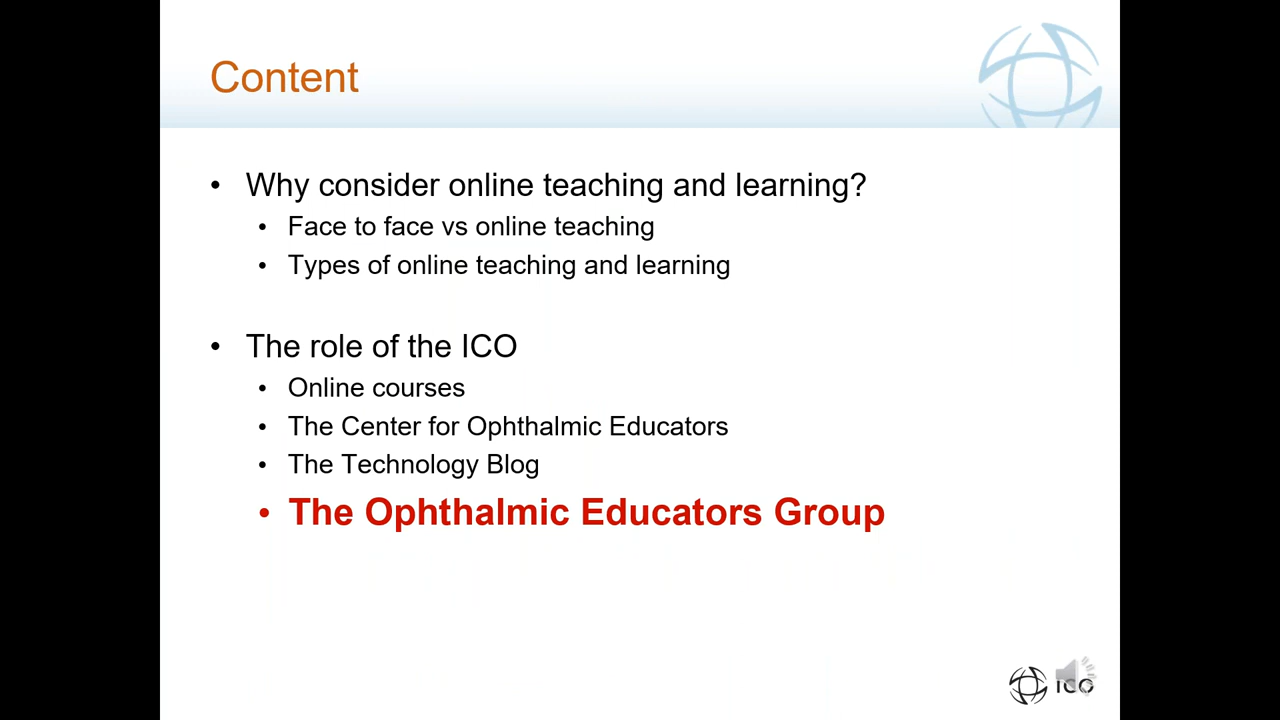 Content
• Why consider online teaching and learning?
• Face to face vs online teaching
• Types of online teaching and learning
• The role of the ICO
• Online courses
• The Center for Ophthalmic Educators
• The Technology Blog
• The Ophthalmic Educators Group
ICO